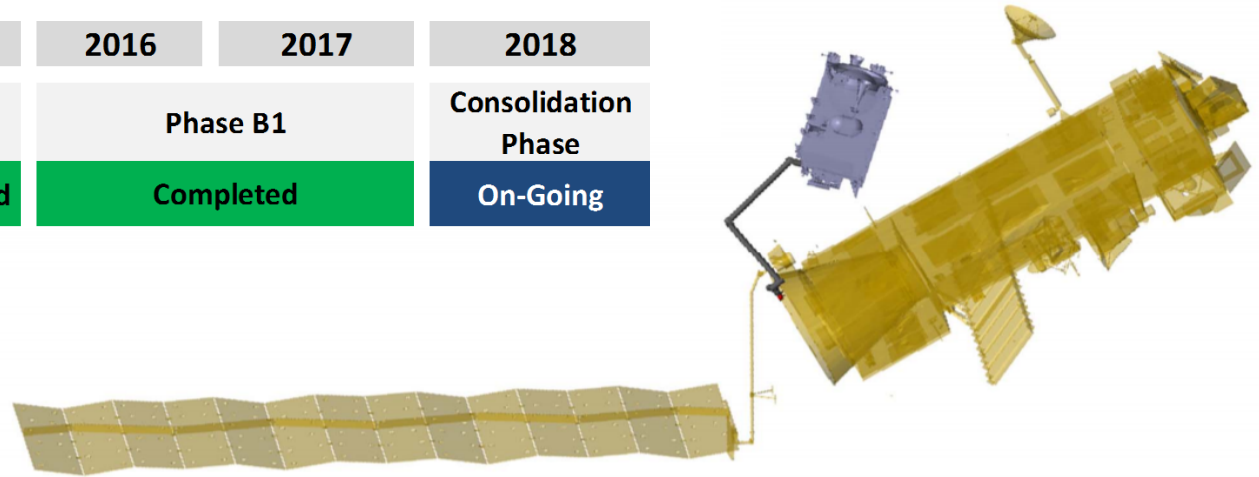 2016 2017 2018
Phase B1
Consolidation
Phase
Completed
On-Going